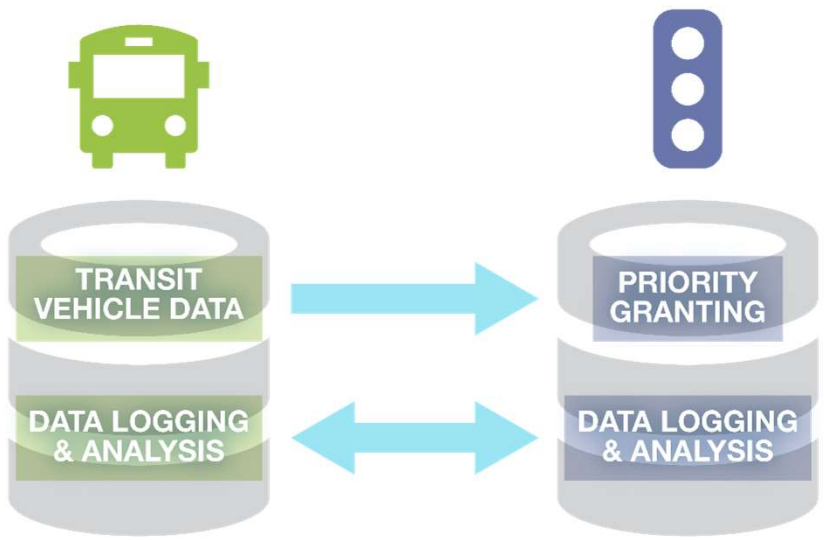 TRANSIT
VEHICLE DATA
PRIORITY
GRANTING
DATA LOGGING
& ANALYSIS
DATA LOGGING
& ANALYSIS